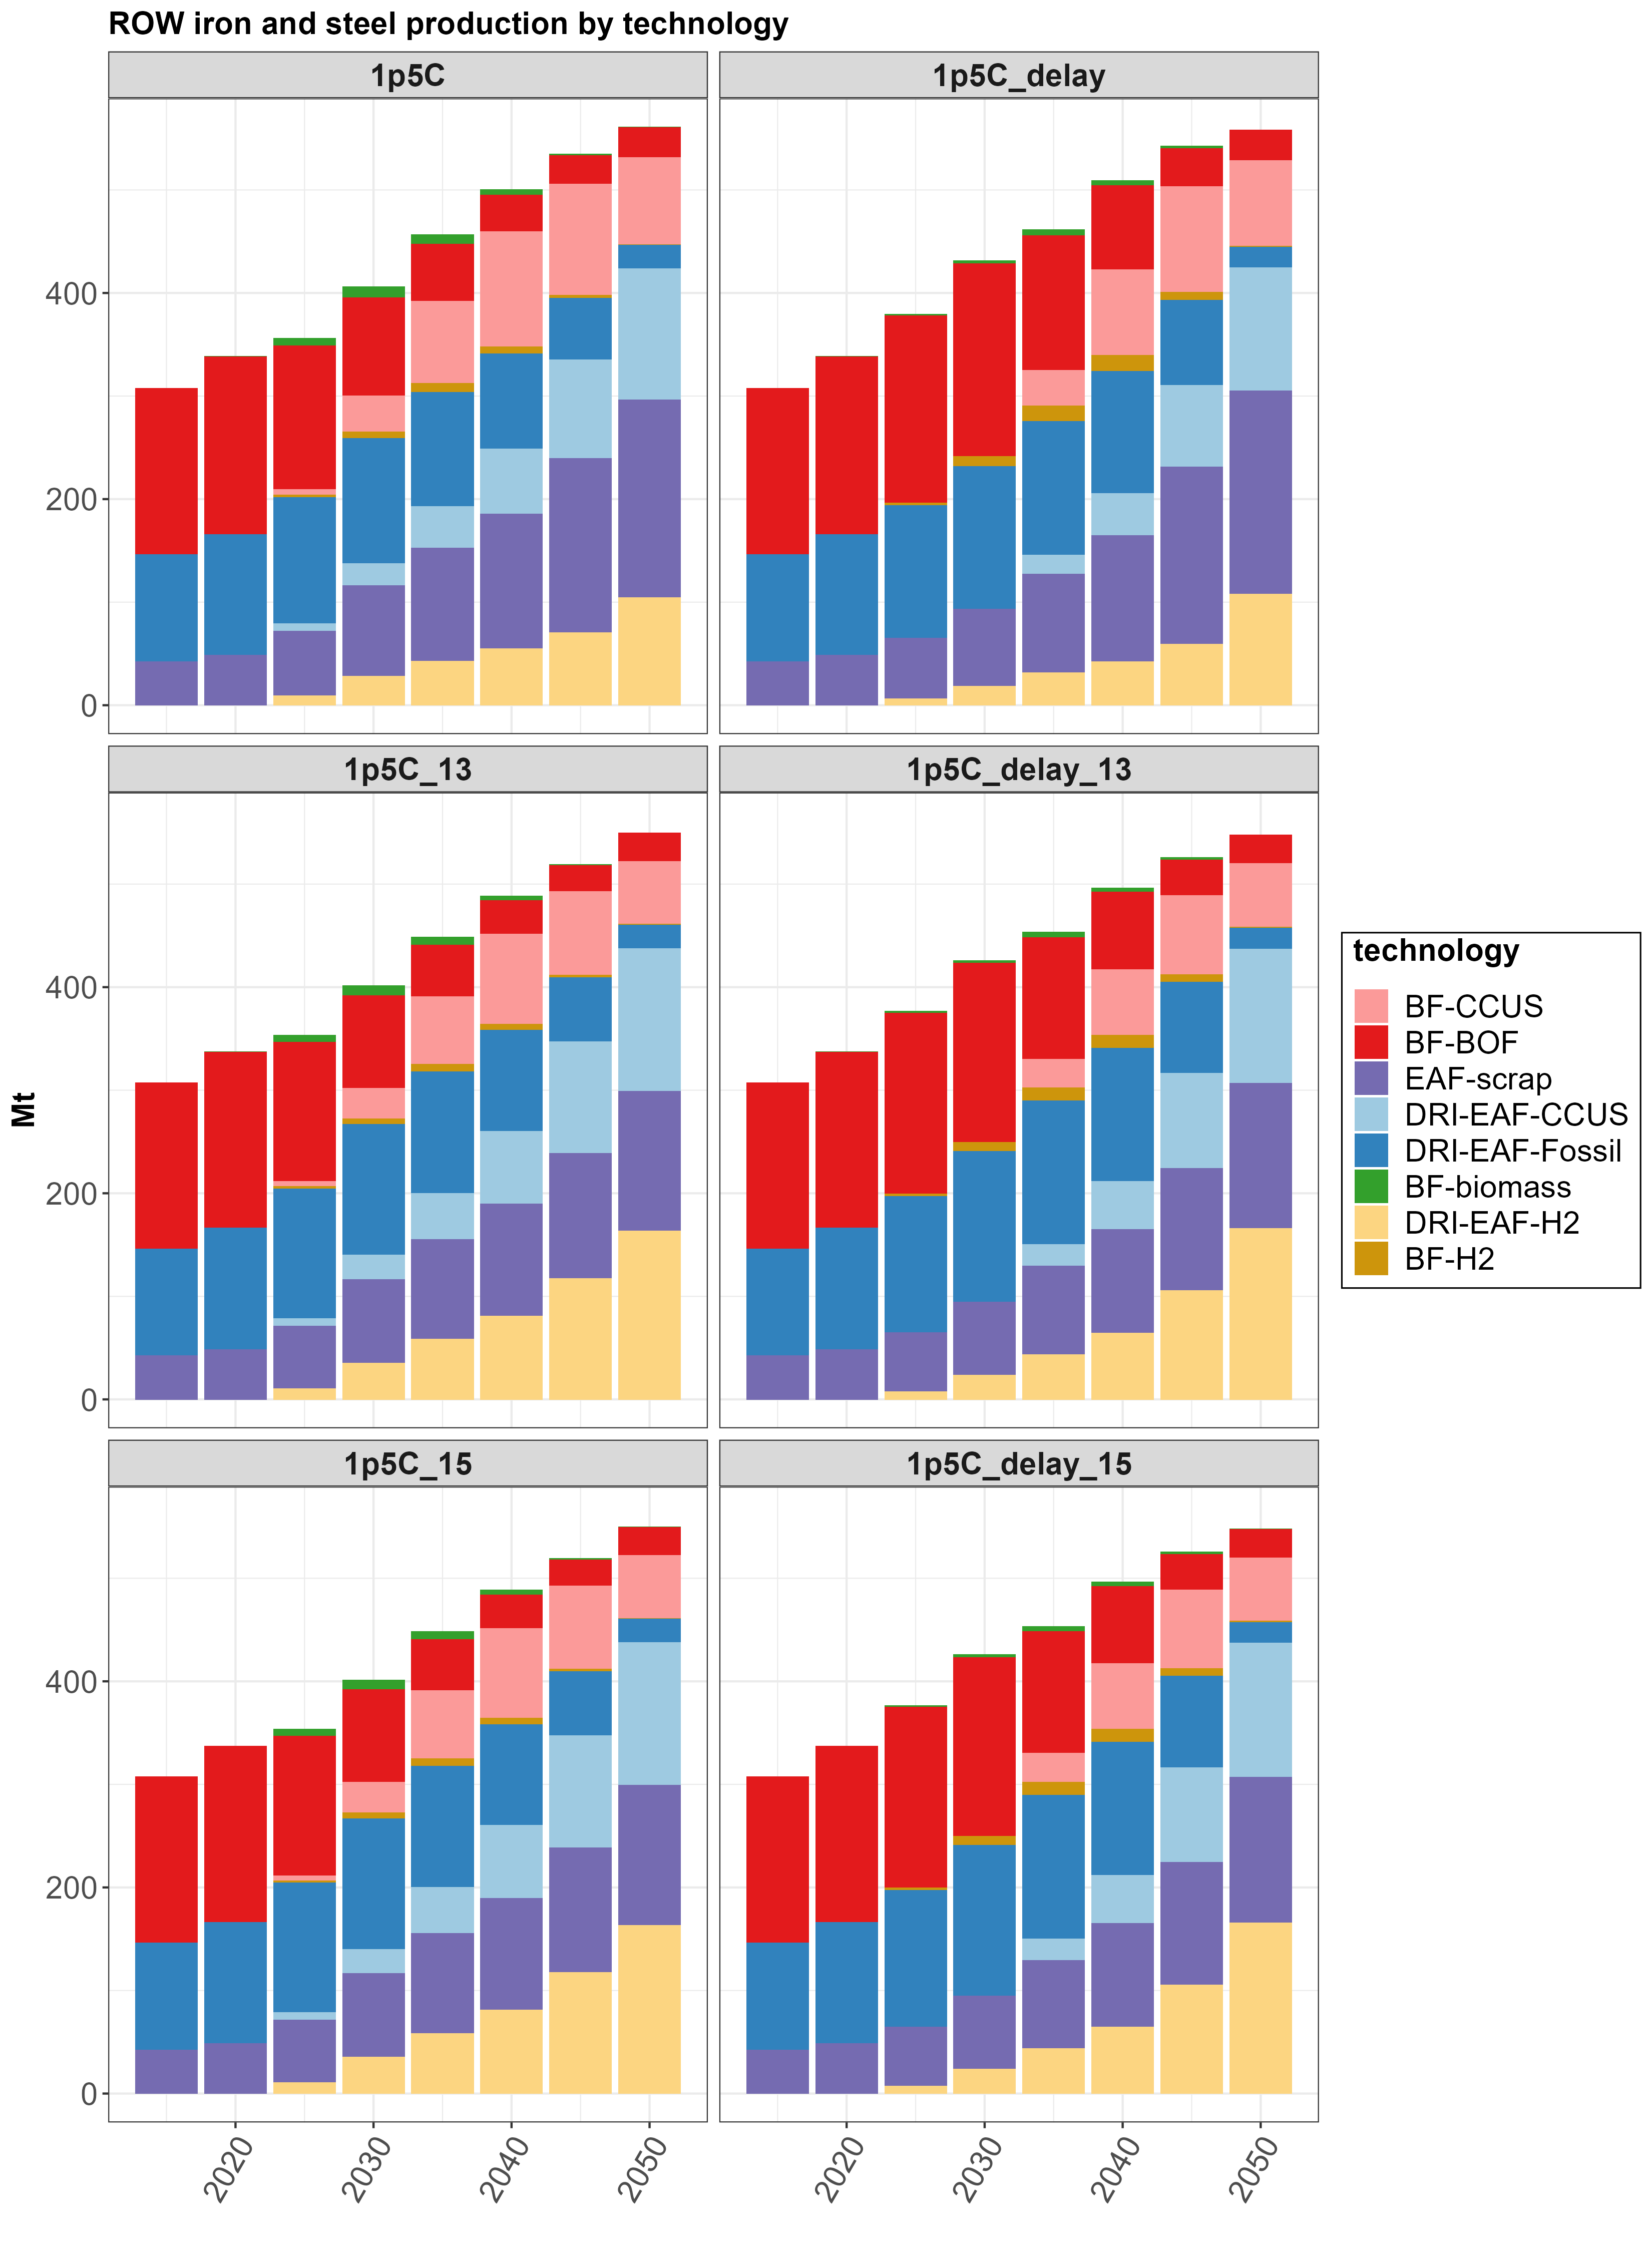 ROW iron and steel production by technology
1p5C
1p5C_delay
400
200
0
1p5C_13
1p5C_delay_13
Mt
400
200
0
1p5C_15
1p5C_delay_15
400
200
0
2020
2030
2040
2050
2020
2030
2040
2050
technology
BF-CCUS
BF-BOF
EAF-scrap
DRI-EAF-CCUS
DRI-EAF-Fossil
BF-biomass
DRI-EAF-H2
BF-H2